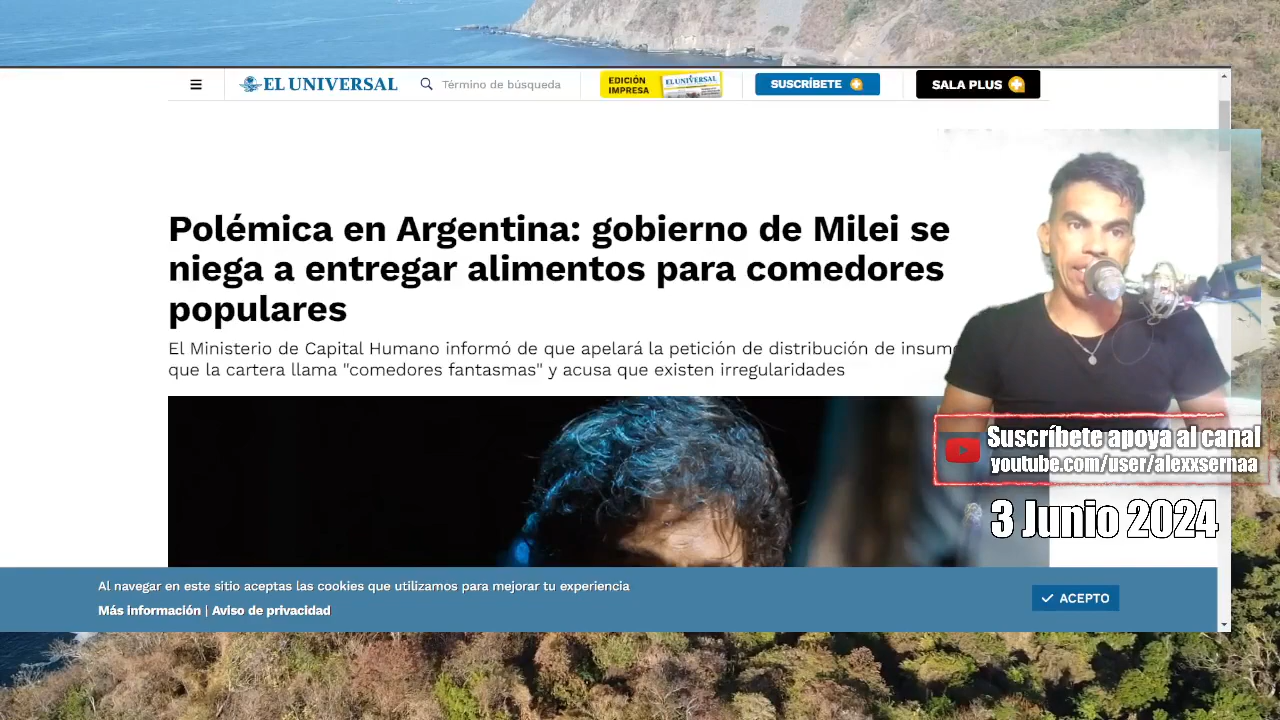 EL UNIVERSAL
Término de búsqueda
EDICIÓN
IMPRESA
EL UNIVERSAL
SUSCRÍBETE
SALA PLUS
Polémica en Argentina: gobierno de Milei se
niega a entregar alimentos para comedores
populares
El Ministerio de Capital Humano informó de que apelará la petición de distribución de
que la cartera llama "comedores fantasmas" y acusa que existen irregularidades
Suscríbete apoya al canal
youtube.com/user/alexxsernaa
3 Junio 2024
Al navegar en este sitio aceptas las cookies que utilizamos para mejorar tu experiencia
Más información | Aviso de privacidad
ACEPTO